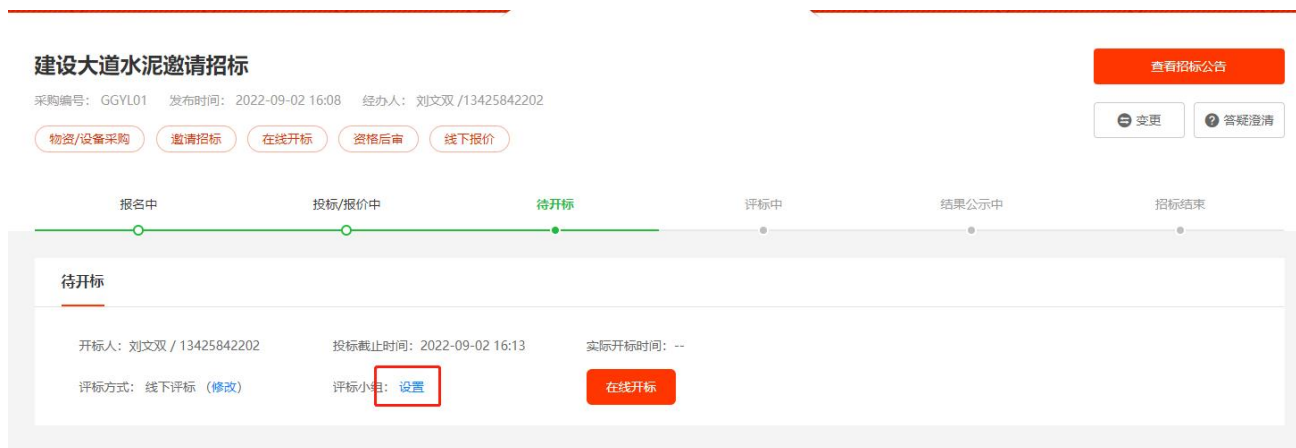 建设大道水泥邀请招标
查看招标公告
采购编号： GGYL01 发布时间： 2022-09-02 16:08 经办人： 刘文双 /13425842202
变更 答疑澄清
物资/设备采购 邀请招标 在线开标 资格后审 线下报价
报名中 投标/报价中 待开标 评标中 结果公示中 招标结束
待开标
开标人：刘文双 / 13425842202 投标截止时间：2022-09-02 16:13 实际开标时间：--
评标方式： 线下评标 （修改） 评标小组： 设置 在线开标